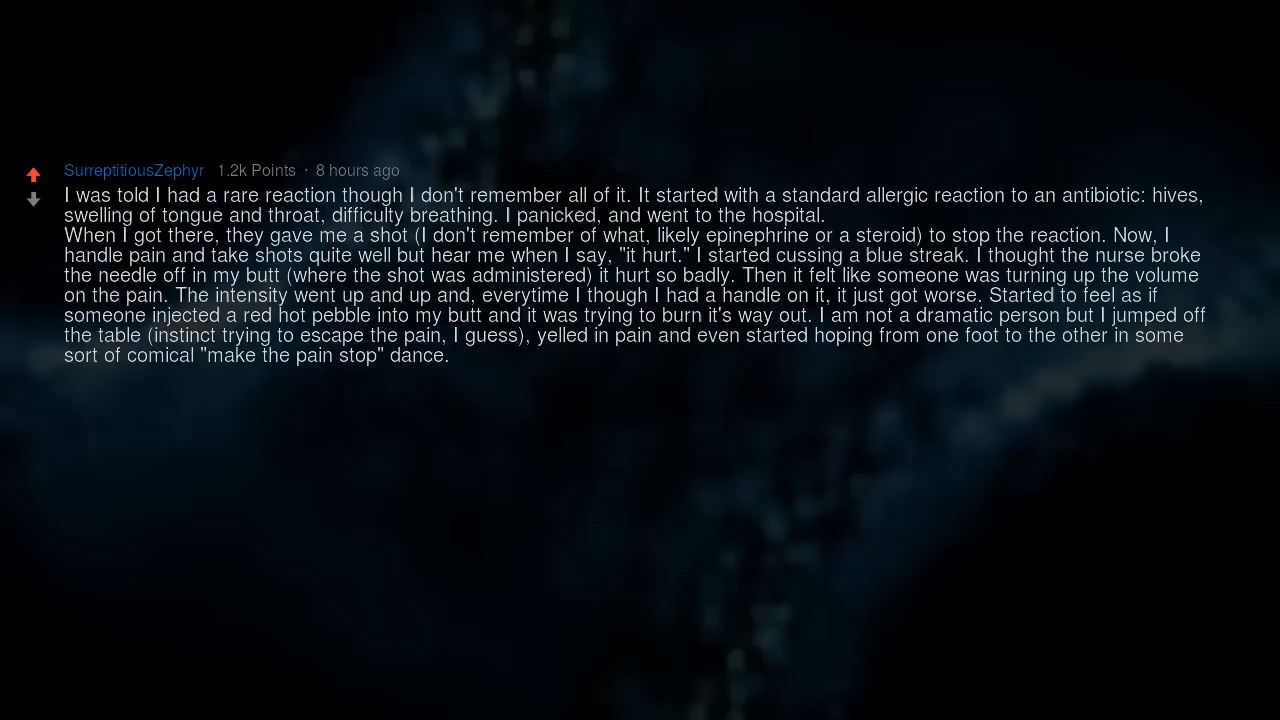 SurreptitiousZephyr 1.2k Points · 8 hours ago
I was told I had a rare reaction though I don't remember all of it. It started with a standard allergic reaction to an antibiotic: hives,
swelling of tongue and throat, difficulty breathing. I panicked, and went to the hospital.
When I got there, they gave me a shot (I don't remember of what, likely epinephrine or a steroid) to stop the reaction. Now, I
handle pain and take shots quite well but hear me when I say, "it hurt." I started cussing a blue streak. I thought the nurse broke
the needle off in my butt (where the shot was administered) it hurt so badly. Then it felt like someone was turning up the volume
on the pain. The intensity went up and up and, everytime I though I had a handle on it, it just got worse. Started to feel as if
someone injected a red hot pebble into my butt and it was trying to burn it's way out. I am not a dramatic person but I jumped off
the table (instinct trying to escape the pain, I guess), yelled in pain and even started hoping from one foot to the other in some
sort of comical "make the pain stop" dance.